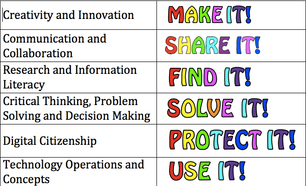 Creativity and Innovation MAKE IT!
Communication and
Collaboration SHARE IT!
Research and Information
Literacy FIND IT!
Critical Thinking, Problem
Solving and Decision Making SOLVE IT!
Digital Citizenship PROTECT IT!
Technology Operations and
Concepts USE IT!